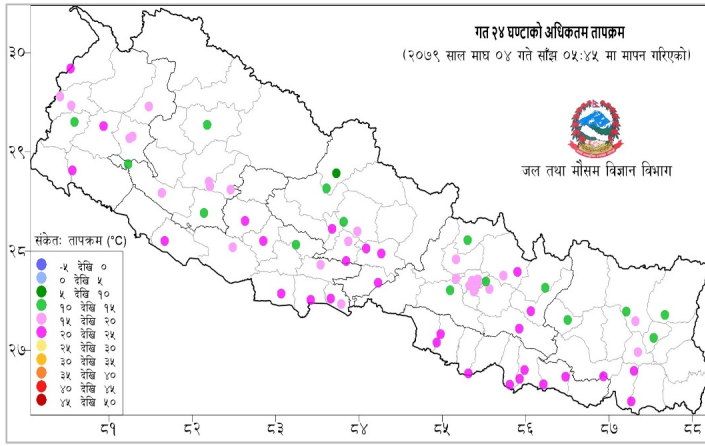 गत २४ घण्टाको अधिकतम तापक्रम
(२०७९ साल माघ ०४ गते साँझ ०५:४५ मा मापन गरिएको)
जल तथा मौसम विज्ञान विभाग
३०
२९
२८
२७
संकेतः तापक्रम (°C)
-५ देखि ०
० देखि ५
५ देखि १०
१० देखि १५
१५ देखि २०
२० देखि २५
२५ देखि ३०
३० देखि ३५
३५ देखि ४०
४० देखि ४५
४५ देखि ५०
८१ ८२ ८३ ८४ ८५ ८६ ८७ ८८